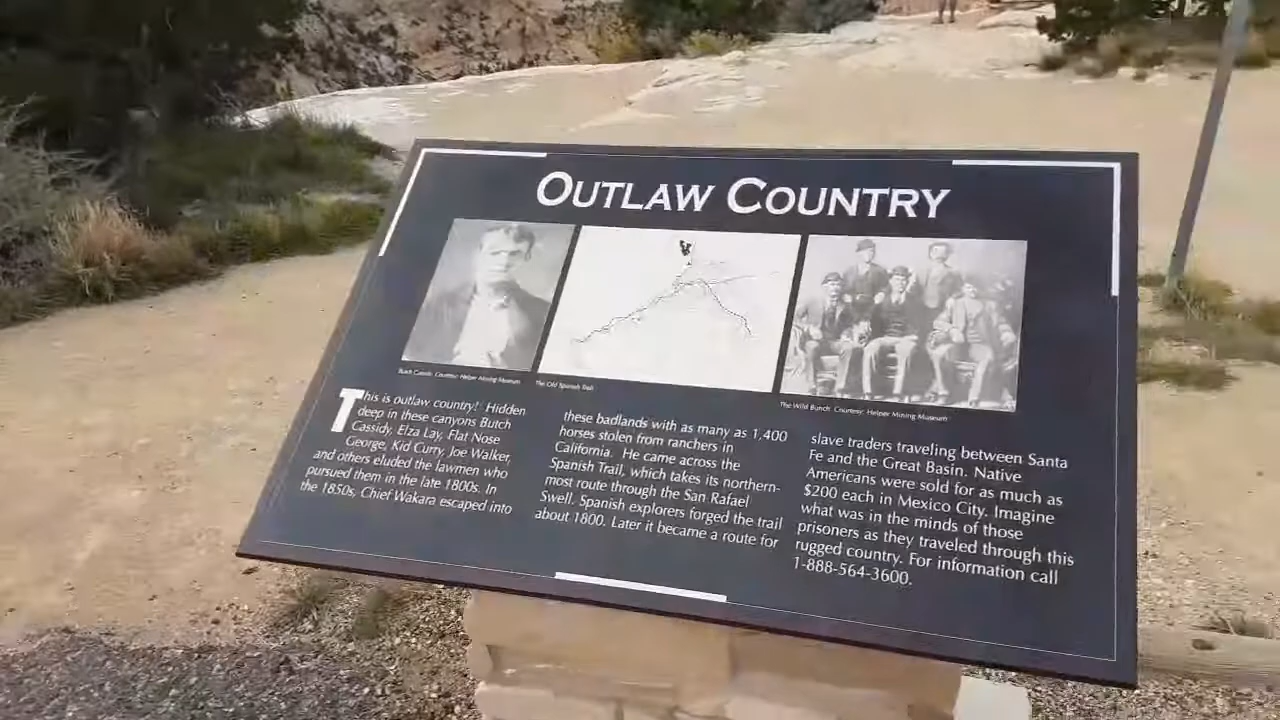 OUTLAW COUNTRY
Butch Cassidy. Courtesy: Helper Mining Museum
The Old Spanish Trail
The Wild Bunch. Courtesy: Helper Mining Museum
This is outlaw country! Hidden
deep in these canyons Butch
Cassidy, Elza Lay, Flat Nose
George, Kid Curry, Joe Walker,
and others eluded the lawmen who
pursued them in the late 1800s. In
the 1850s, Chief Wakara escaped into
these badlands with as many as 1,400
horses stolen from ranchers in
California. He came across the
Spanish Trail, which takes its northern-
most route through the San Rafael
Swell. Spanish explorers forged the trail
about 1800. Later it became a route for
slave traders traveling between Santa
Fe and the Great Basin. Native
Americans were sold for as much as
$200 each in Mexico City. Imagine
what was in the minds of those
prisoners as they traveled through this
rugged country. For information call
1-888-564-3600.